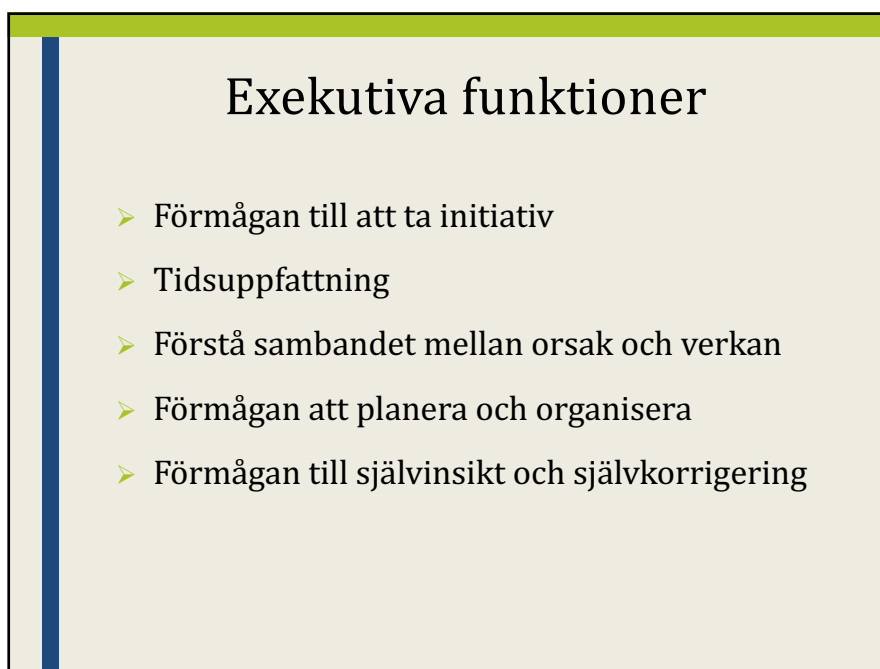 Exekutiva funktioner
Förmågan till att ta initiativ
Tidsuppfattning
Förstå sambandet mellan orsak och verkan
Förmågan att planera och organisera
Förmågan till självinsikt och självkorrigering